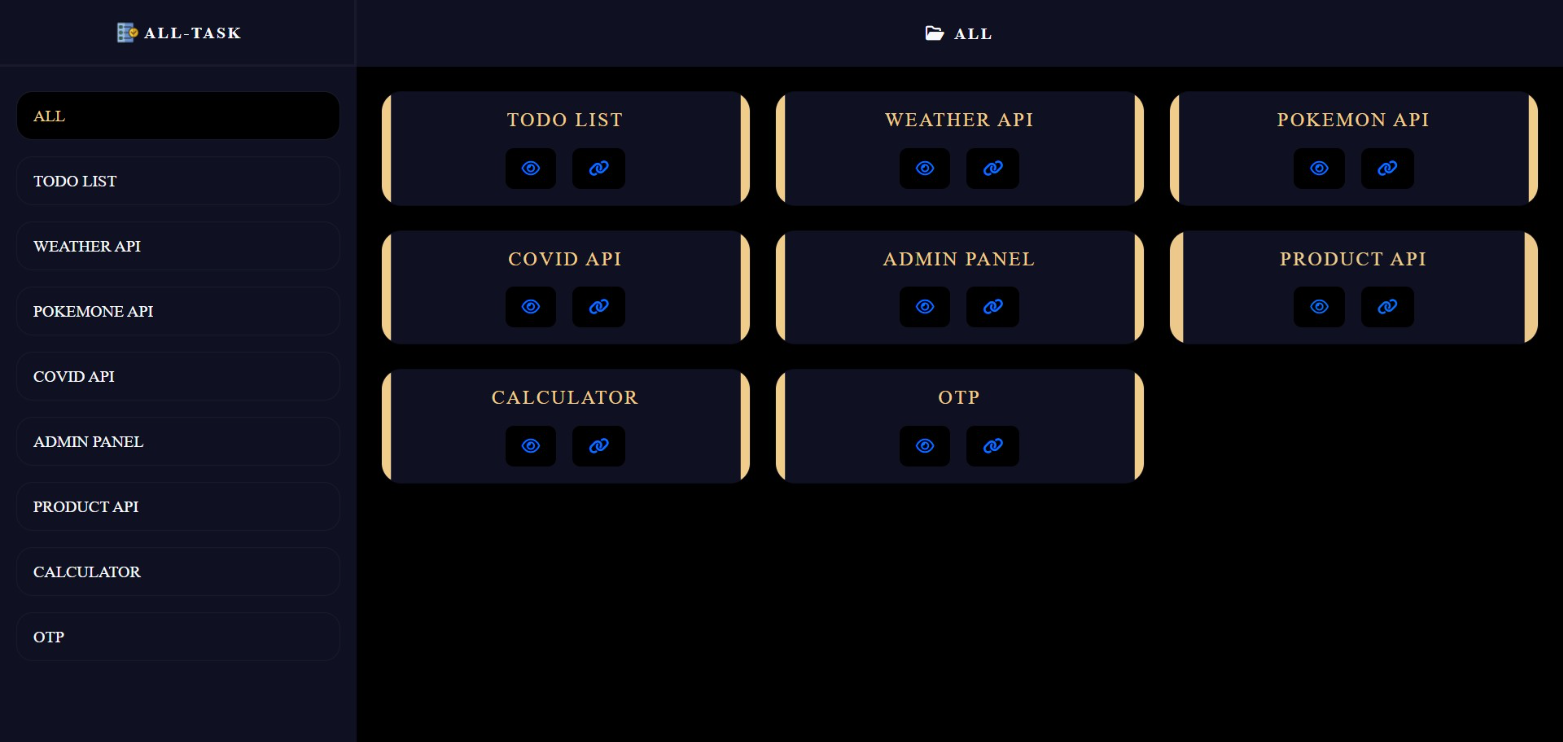 ALL-TASK
ALL
ALL
TODO LIST
WEATHER API
POKEMONE API
COVID API
ADMIN PANEL
PRODUCT API
CALCULATOR
OTP
TODO LIST
WEATHER API
POKEMON API
COVID API
ADMIN PANEL
PRODUCT API
CALCULATOR
OTP